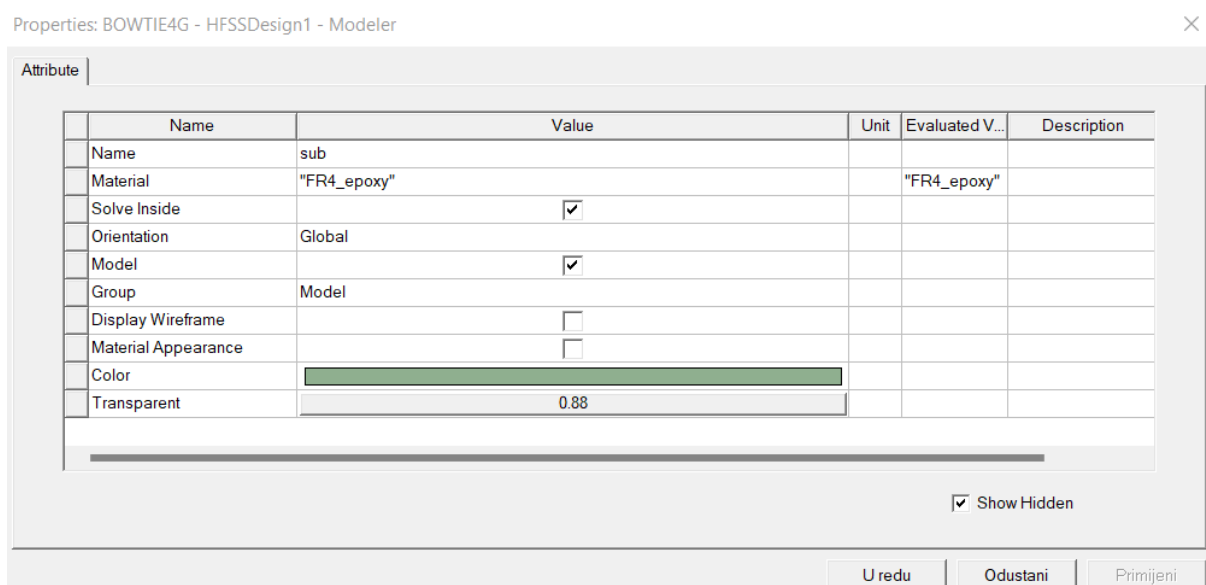 Properties: BOWTIE4G - HFSSDesign1 - Modeler
Attribute
Name Value Unit Evaluated V... Description
Name sub
Material "FR4_epoxy" "FR4_epoxy"
Solve Inside
Orientation Global
Model
Group Model
Display Wireframe
Material Appearance
Color
Transparent 0.88
Show Hidden
U redu Odustani Primijeni